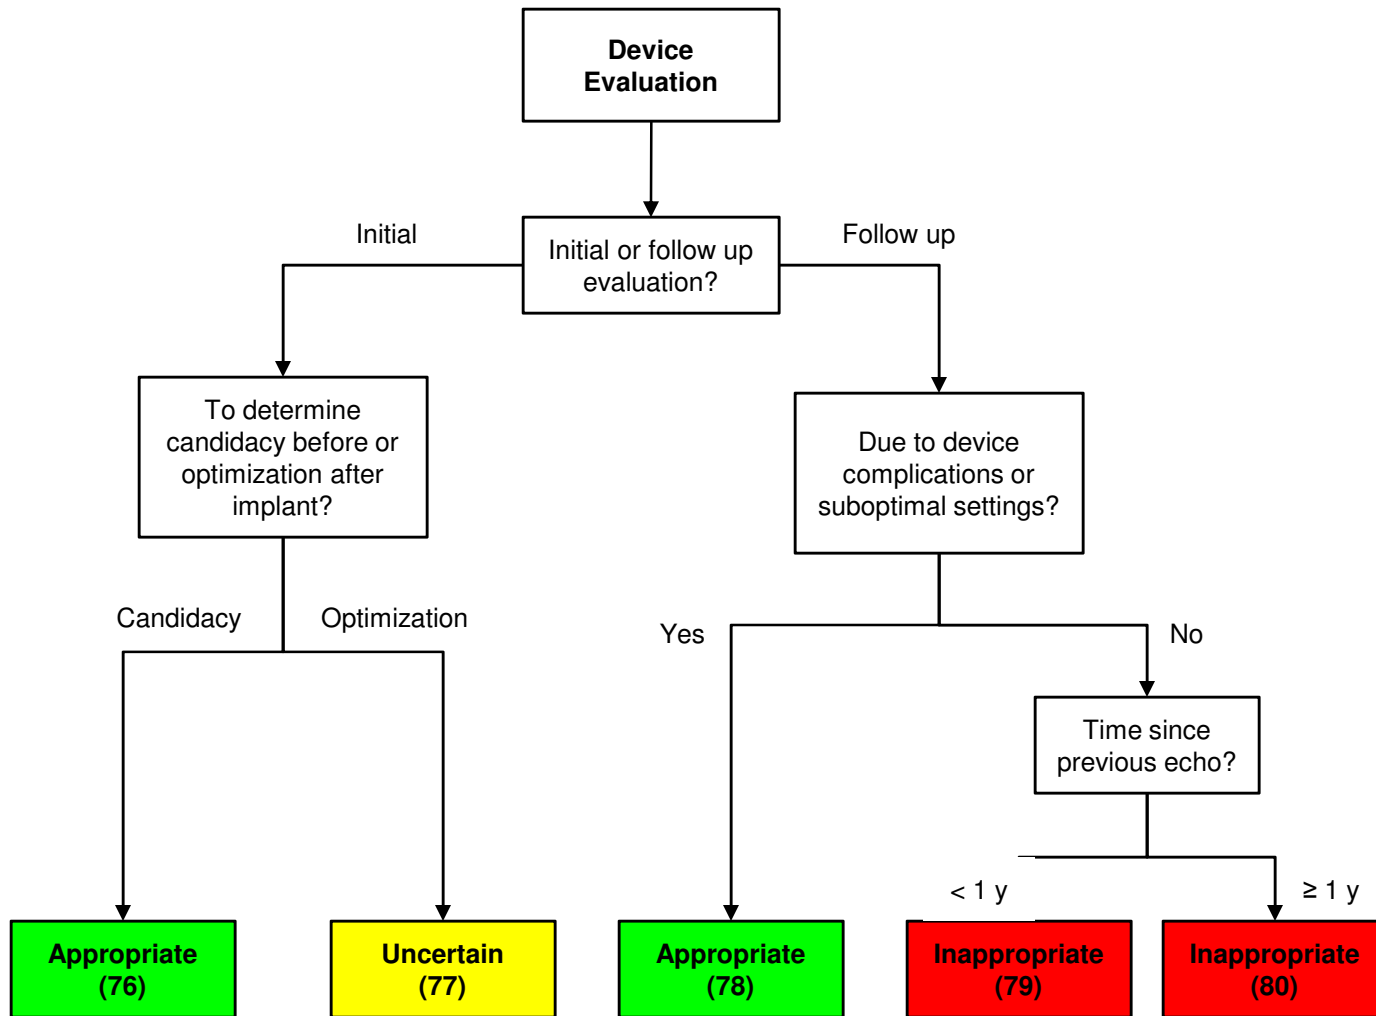 Device
Evaluation
Initial
Follow up
Initial or follow up
evaluation?
To determine
candidacy before or
optimization after
implant?
Due to device
complications or
suboptimal settings?
Candidacy
Optimization
Yes
No
Time since
previous echo?
< 1 y
≥ 1 y
Appropriate
(76)
Uncertain
(77)
Appropriate
(78)
Inappropriate
(79)
Inappropriate
(80)